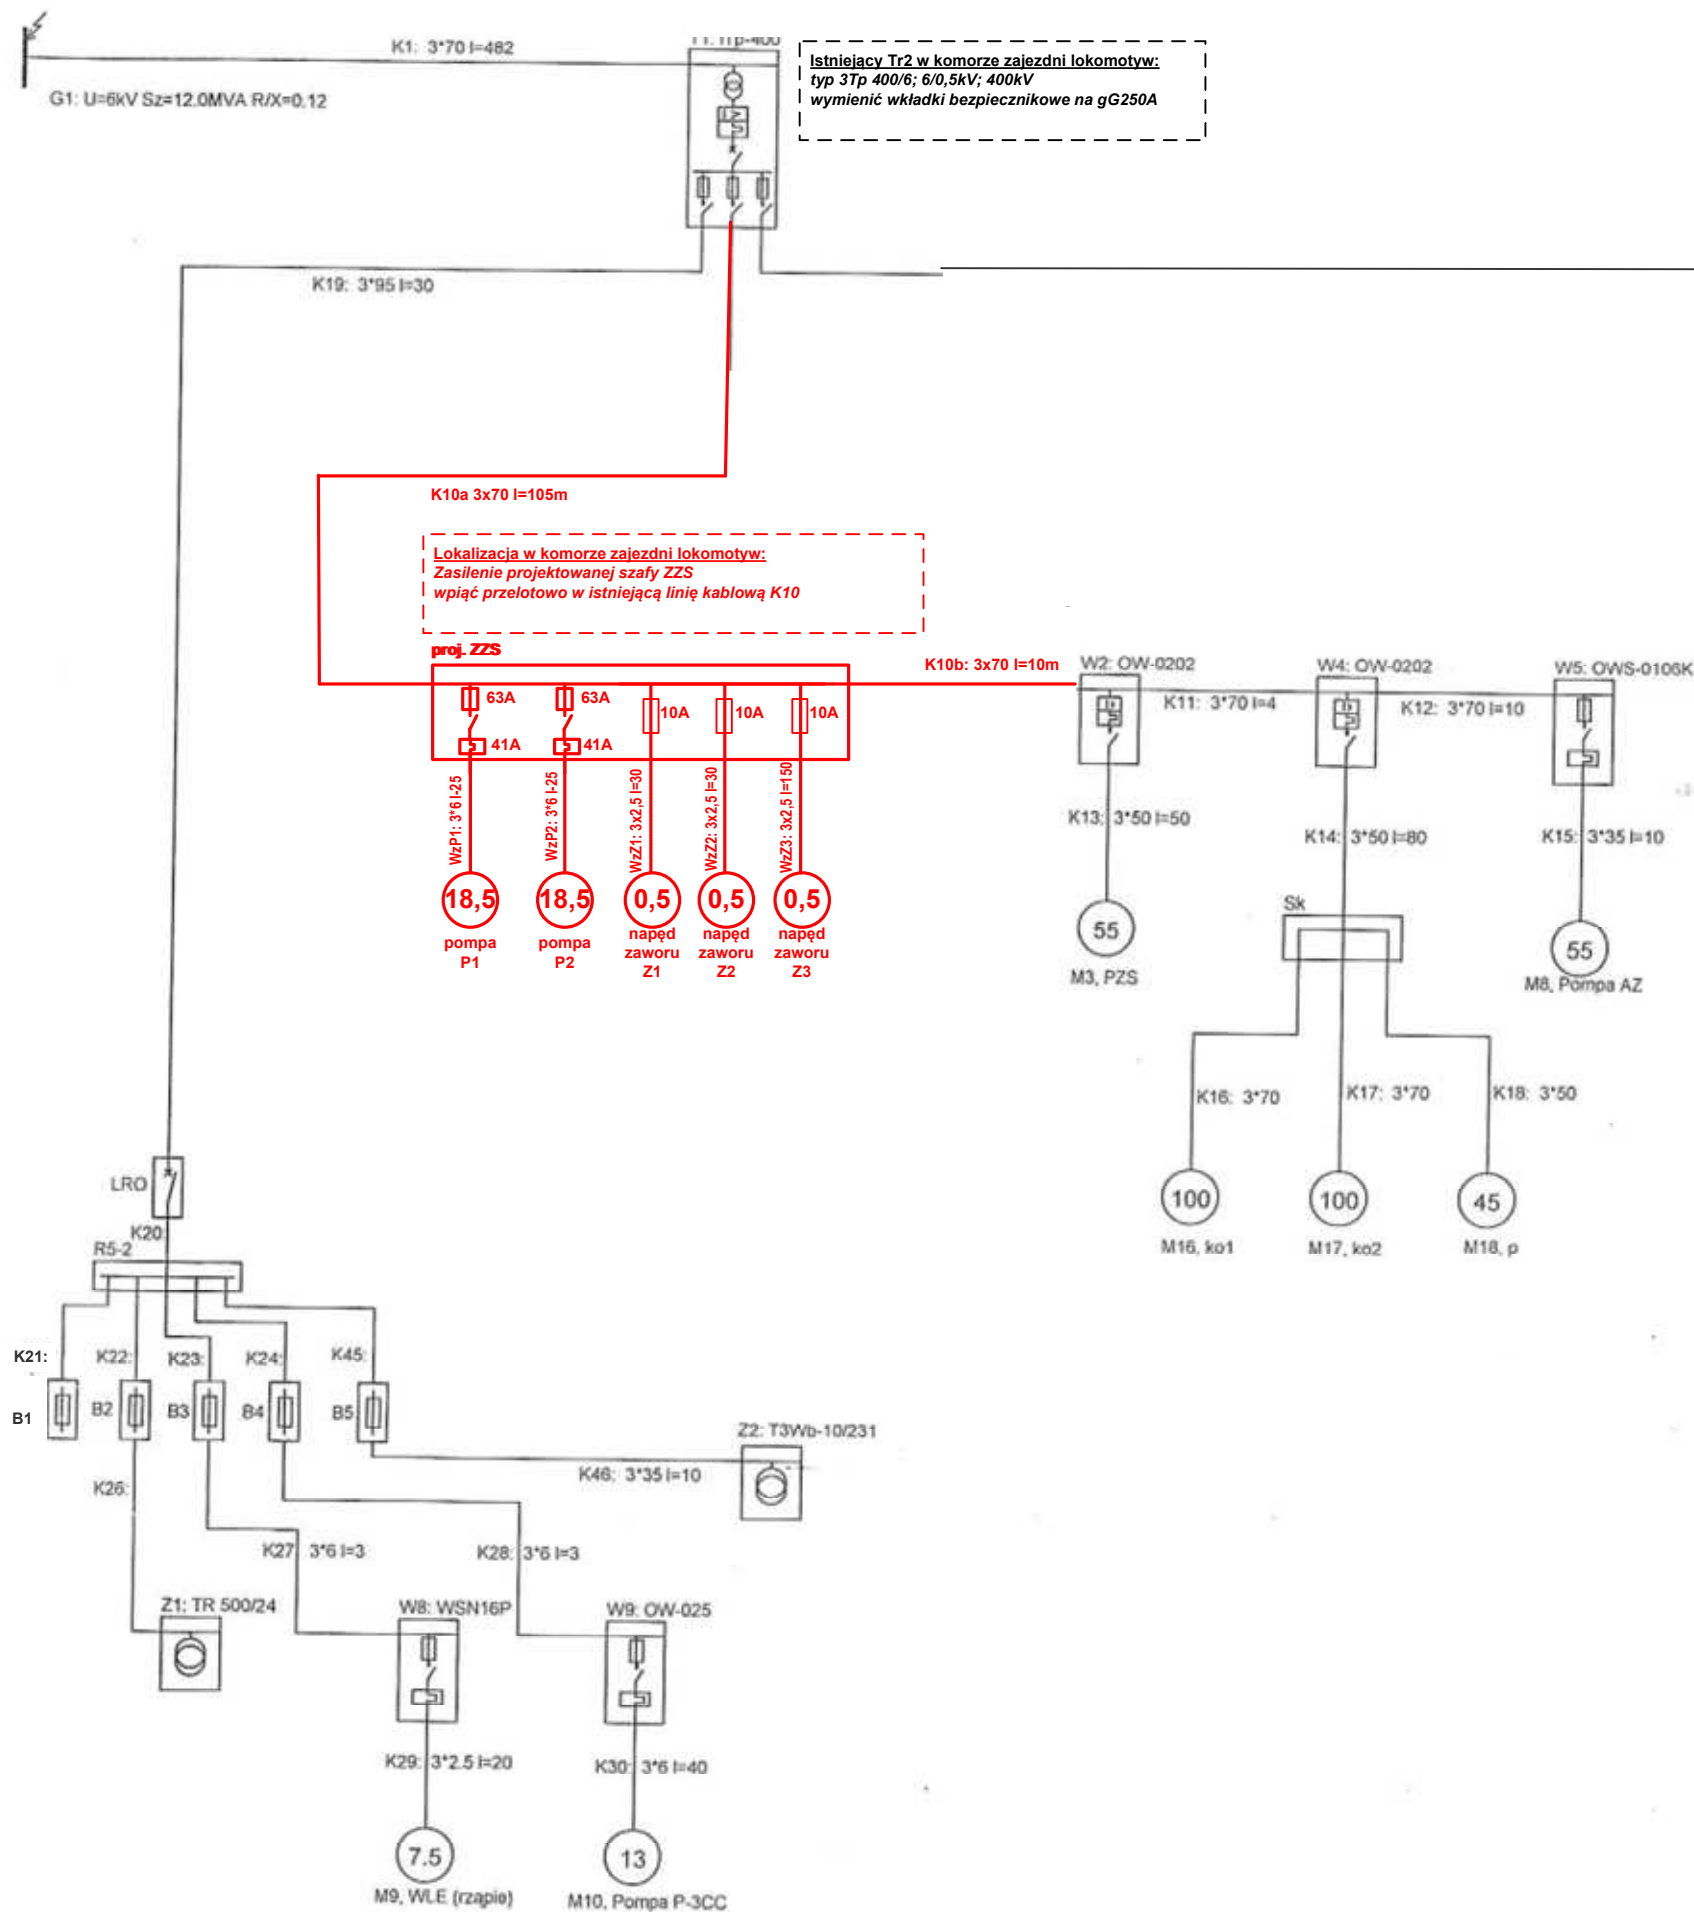 K1: 3*70 l=482
T1: ITp-400
G1: U=6kV Sz=12.0MVA R/X=0.12
Istniejący Tr2 w komorze zajezdni lokomotyw:
typ 3Tp 400/6; 6/0,5kV; 400kV
wymienić wkładki bezpiecznikowe na gG250A
K19: 3*95 l=30
K10a 3x70 l=105m
Lokalizacja w komorze zajezdni lokomotyw:
Zasilenie projektowanej szafy ZZS
wpiąć przelotowo w istniejącą linię kablową K10
proj. ZZS
K10b: 3x70 l=10m
W2: OW-0202
W4: OW-0202
W5: OWS-0106K
63A
63A
10A
10A
10A
41A
41A
K11: 3*70 l=4
K12: 3*70 l=10
WzP1: 3*6 l-25
WzP2: 3*6 l-25
WzZ1: 3x2,5 l=30
WzZ2: 3x2,5 l=30
WzZ3: 3x2,5 l=150
K13: 3*50 l=50
K14: 3*50 l=80
K15: 3*35 l=10
18,5
18,5
0,5
0,5
0,5
pompa
P1
pompa
P2
napęd
zaworu
Z1
napęd
zaworu
Z2
napęd
zaworu
Z3
55
M3, PZS
Sk
55
M8, Pompa AZ
K16: 3*70
K17: 3*70
K18: 3*50
100
100
45
M16, ko1
M17, ko2
M18, p
LRO
K20:
R5-2
K21:
K22:
K23:
K24:
K45:
B1
B2
B3
B4
B5
Z2: T3Wb-10/231
K46: 3*35 l=10
K26:
K27: 3*6 l=3
K28: 3*6 l=3
Z1: TR 500/24
W8: WSN16P
W9: OW-025
K29: 3*2.5 l=20
K30: 3*6 l=40
7.5
13
M9, WLE (rząpie)
M10, Pompa P-3CC